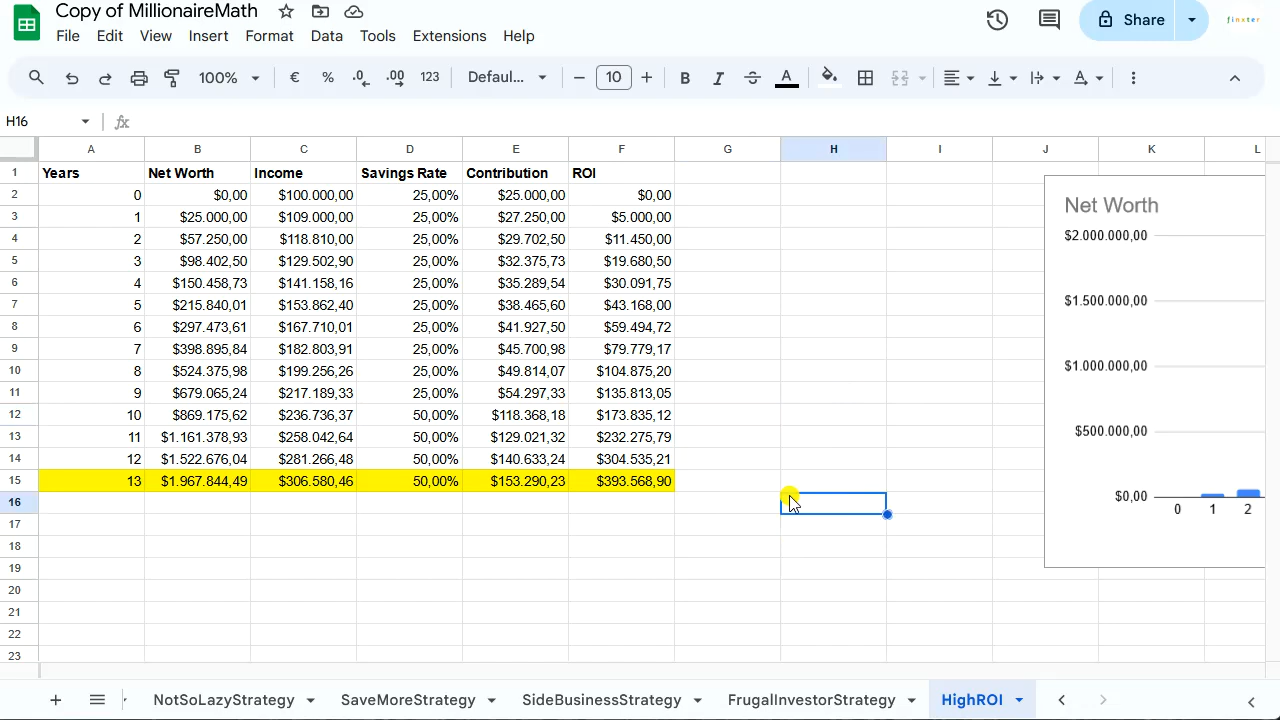 Copy of MillionaireMath
File Edit View Insert Format Data Tools Extensions Help
Share
finxter
100% € % .0 .00 123 Defaul... − 10 + B I S A A
H16 fx
A B C D E F G H I J K L
1 Years Net Worth Income Savings Rate Contribution ROI
2 0 $0,00 $100.000,00 25,00% $25.000,00 $0,00
3 1 $25.000,00 $109.000,00 25,00% $27.250,00 $5.000,00
4 2 $57.250,00 $118.810,00 25,00% $29.702,50 $11.450,00
5 3 $98.402,50 $129.502,90 25,00% $32.375,73 $19.680,50
6 4 $150.458,73 $141.158,16 25,00% $35.289,54 $30.091,75
7 5 $215.840,01 $153.862,40 25,00% $38.465,60 $43.168,00
8 6 $297.473,61 $167.710,01 25,00% $41.927,50 $59.494,72
9 7 $398.895,84 $182.803,91 25,00% $45.700,98 $79.779,17
10 8 $524.375,98 $199.256,26 25,00% $49.814,07 $104.875,20
11 9 $679.065,24 $217.189,33 25,00% $54.297,33 $135.813,05
12 10 $869.175,62 $236.736,37 50,00% $118.368,18 $173.835,12
13 11 $1.161.378,93 $258.042,64 50,00% $129.021,32 $232.275,79
14 12 $1.522.676,04 $281.266,48 50,00% $140.633,24 $304.535,21
15 13 $1.967.844,49 $306.580,46 50,00% $153.290,23 $393.568,90
16
17
18
19
20
21
22
23
Net Worth
$2.000.000,00
$1.500.000,00
$1.000.000,00
$500.000,00
$0,00
0 1 2
NotSoLazyStrategy SaveMoreStrategy SideBusinessStrategy FrugalInvestorStrategy HighROI